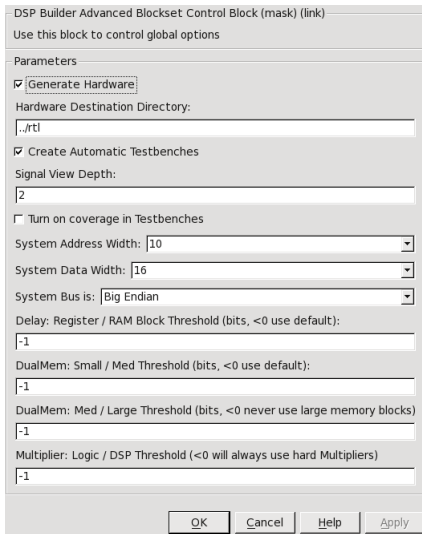 DSP Builder Advanced Blockset Control Block (mask) (link)
Use this block to control global options
Parameters
Generate Hardware
Hardware Destination Directory:
../rtl
Create Automatic Testbenches
Signal View Depth:
2
Turn on coverage in Testbenches
System Address Width: 10
System Data Width: 16
System Bus is: Big Endian
Delay: Register / RAM Block Threshold (bits, <0 use default):
-1
DualMem: Small / Med Threshold (bits, <0 use default):
-1
DualMem: Med / Large Threshold (bits, <0 never use large memory blocks)
-1
Multiplier: Logic / DSP Threshold (<0 will always use hard Multipliers)
-1
OK Cancel Help Apply